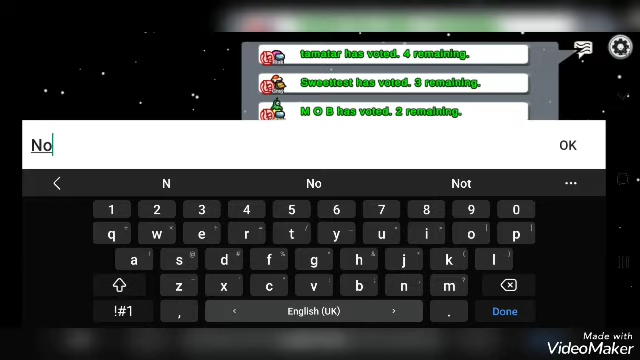 tamatar has voted. 4 remaining.
Sweettest has voted. 3 remaining.
M O B has voted. 2 remaining.
No
OK
N No Not
1 2 3 4 5 6 7 8 9 0
q w e r t y u i o p
a s d f g h j k l
z x c v b n m
!#1 , English (UK) . Done
Made with
VideoMaker